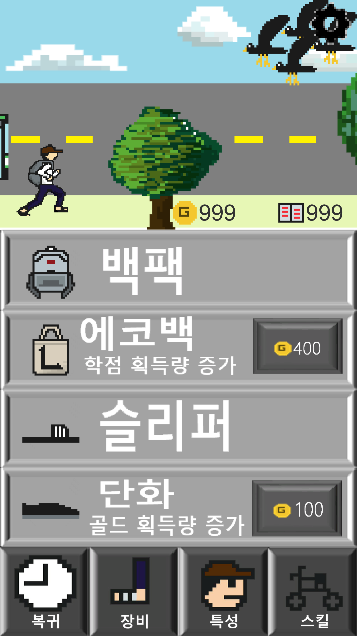 G 999 999
백팩
에코백
학점 획득량 증가
G 400
슬리퍼
단화
골드 획득량 증가
G 100
복귀 장비 특성 스킬